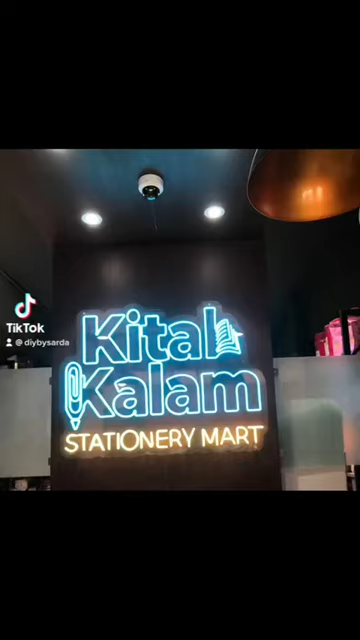 Kitab
Kalam
STATIONERY MART
TikTok
@ diybysarda